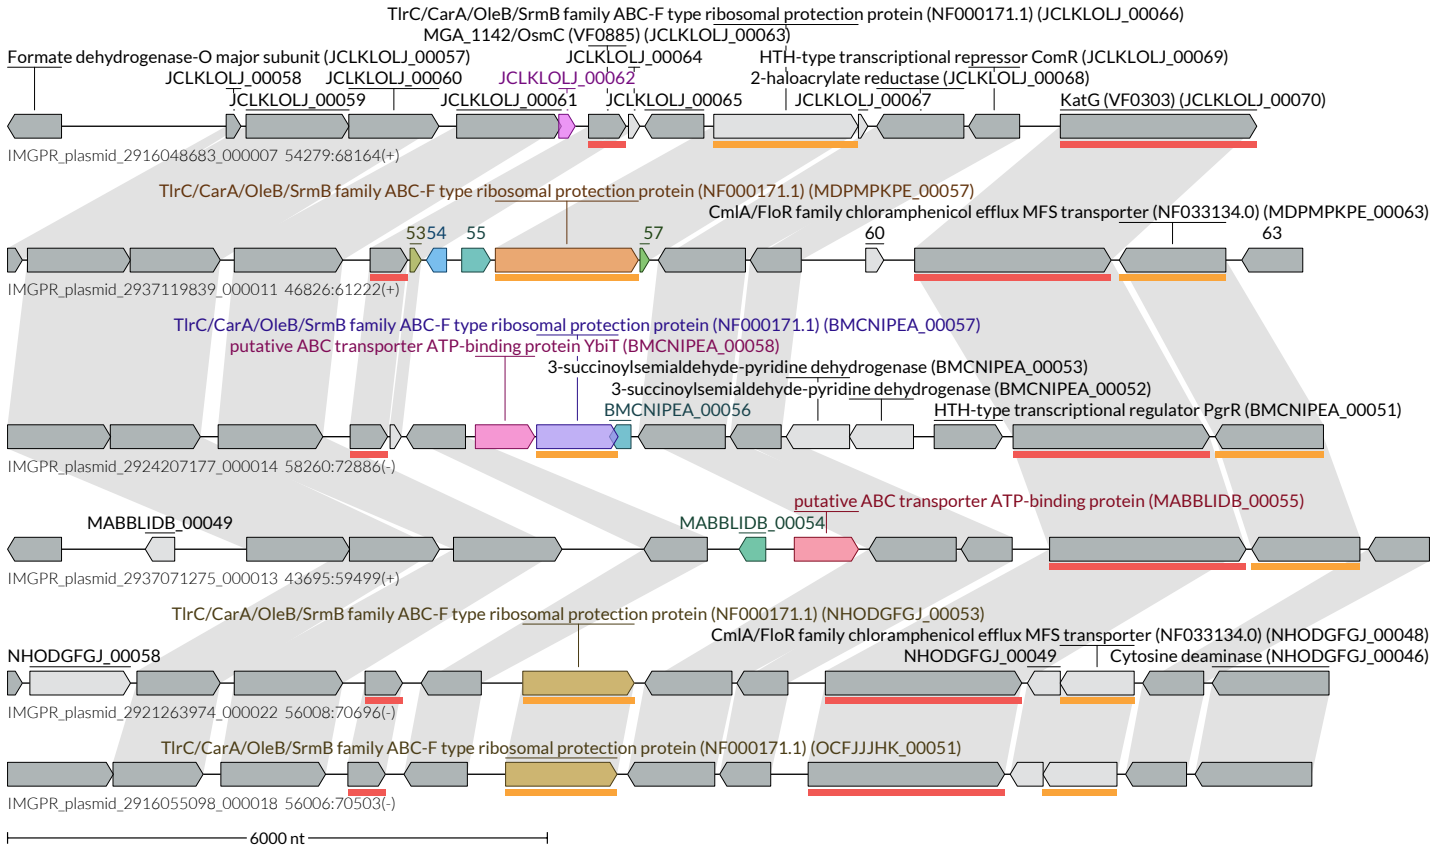 TlrC/CarA/OleB/SrmB family ABC-F type ribosomal protection protein (NF000171.1) (JCLKLOLJ_00066)
MGA_1142/OsmC (VF0885) (JCLKLOLJ_00063)
Formate dehydrogenase-O major subunit (JCLKLOLJ_00057) JCLKLOLJ_00064 HTH-type transcriptional repressor ComR (JCLKLOLJ_00069)
JCLKLOLJ_00058 JCLKLOLJ_00060 JCLKLOLJ_00062 2-haloacrylate reductase (JCLKLOLJ_00068)
JCLKLOLJ_00059 JCLKLOLJ_00061 JCLKLOLJ_00065 JCLKLOLJ_00067 KatG (VF0303) (JCLKLOLJ_00070)
IMGPR_plasmid_2916048683_000007 54279:68164(+)
TlrC/CarA/OleB/SrmB family ABC-F type ribosomal protection protein (NF000171.1) (MDPMPKPE_00057)
CmlA/FloR family chloramphenicol efflux MFS transporter (NF033134.0) (MDPMPKPE_00063)
53 54 55 57 60 63
IMGPR_plasmid_2937119839_000011 46826:61222(+)
TlrC/CarA/OleB/SrmB family ABC-F type ribosomal protection protein (NF000171.1) (BMCNIPEA_00057)
putative ABC transporter ATP-binding protein YbiT (BMCNIPEA_00058)
3-succinoylsemialdehyde-pyridine dehydrogenase (BMCNIPEA_00053)
3-succinoylsemialdehyde-pyridine dehydrogenase (BMCNIPEA_00052)
BMCNIPEA_00056 HTH-type transcriptional regulator PgrR (BMCNIPEA_00051)
IMGPR_plasmid_2924207177_000014 58260:72886(-)
putative ABC transporter ATP-binding protein (MABBLIDB_00055)
MABBLIDB_00049 MABBLIDB_00054
IMGPR_plasmid_2937071275_000013 43695:59499(+)
TlrC/CarA/OleB/SrmB family ABC-F type ribosomal protection protein (NF000171.1) (NHODGFGJ_00053)
CmlA/FloR family chloramphenicol efflux MFS transporter (NF033134.0) (NHODGFGJ_00048)
NHODGFGJ_00058 NHODGFGJ_00049 Cytosine deaminase (NHODGFGJ_00046)
IMGPR_plasmid_2921263974_000022 56008:70696(-)
TlrC/CarA/OleB/SrmB family ABC-F type ribosomal protection protein (NF000171.1) (OCFJJJHK_00051)
IMGPR_plasmid_2916055098_000018 56006:70503(-)
6000 nt